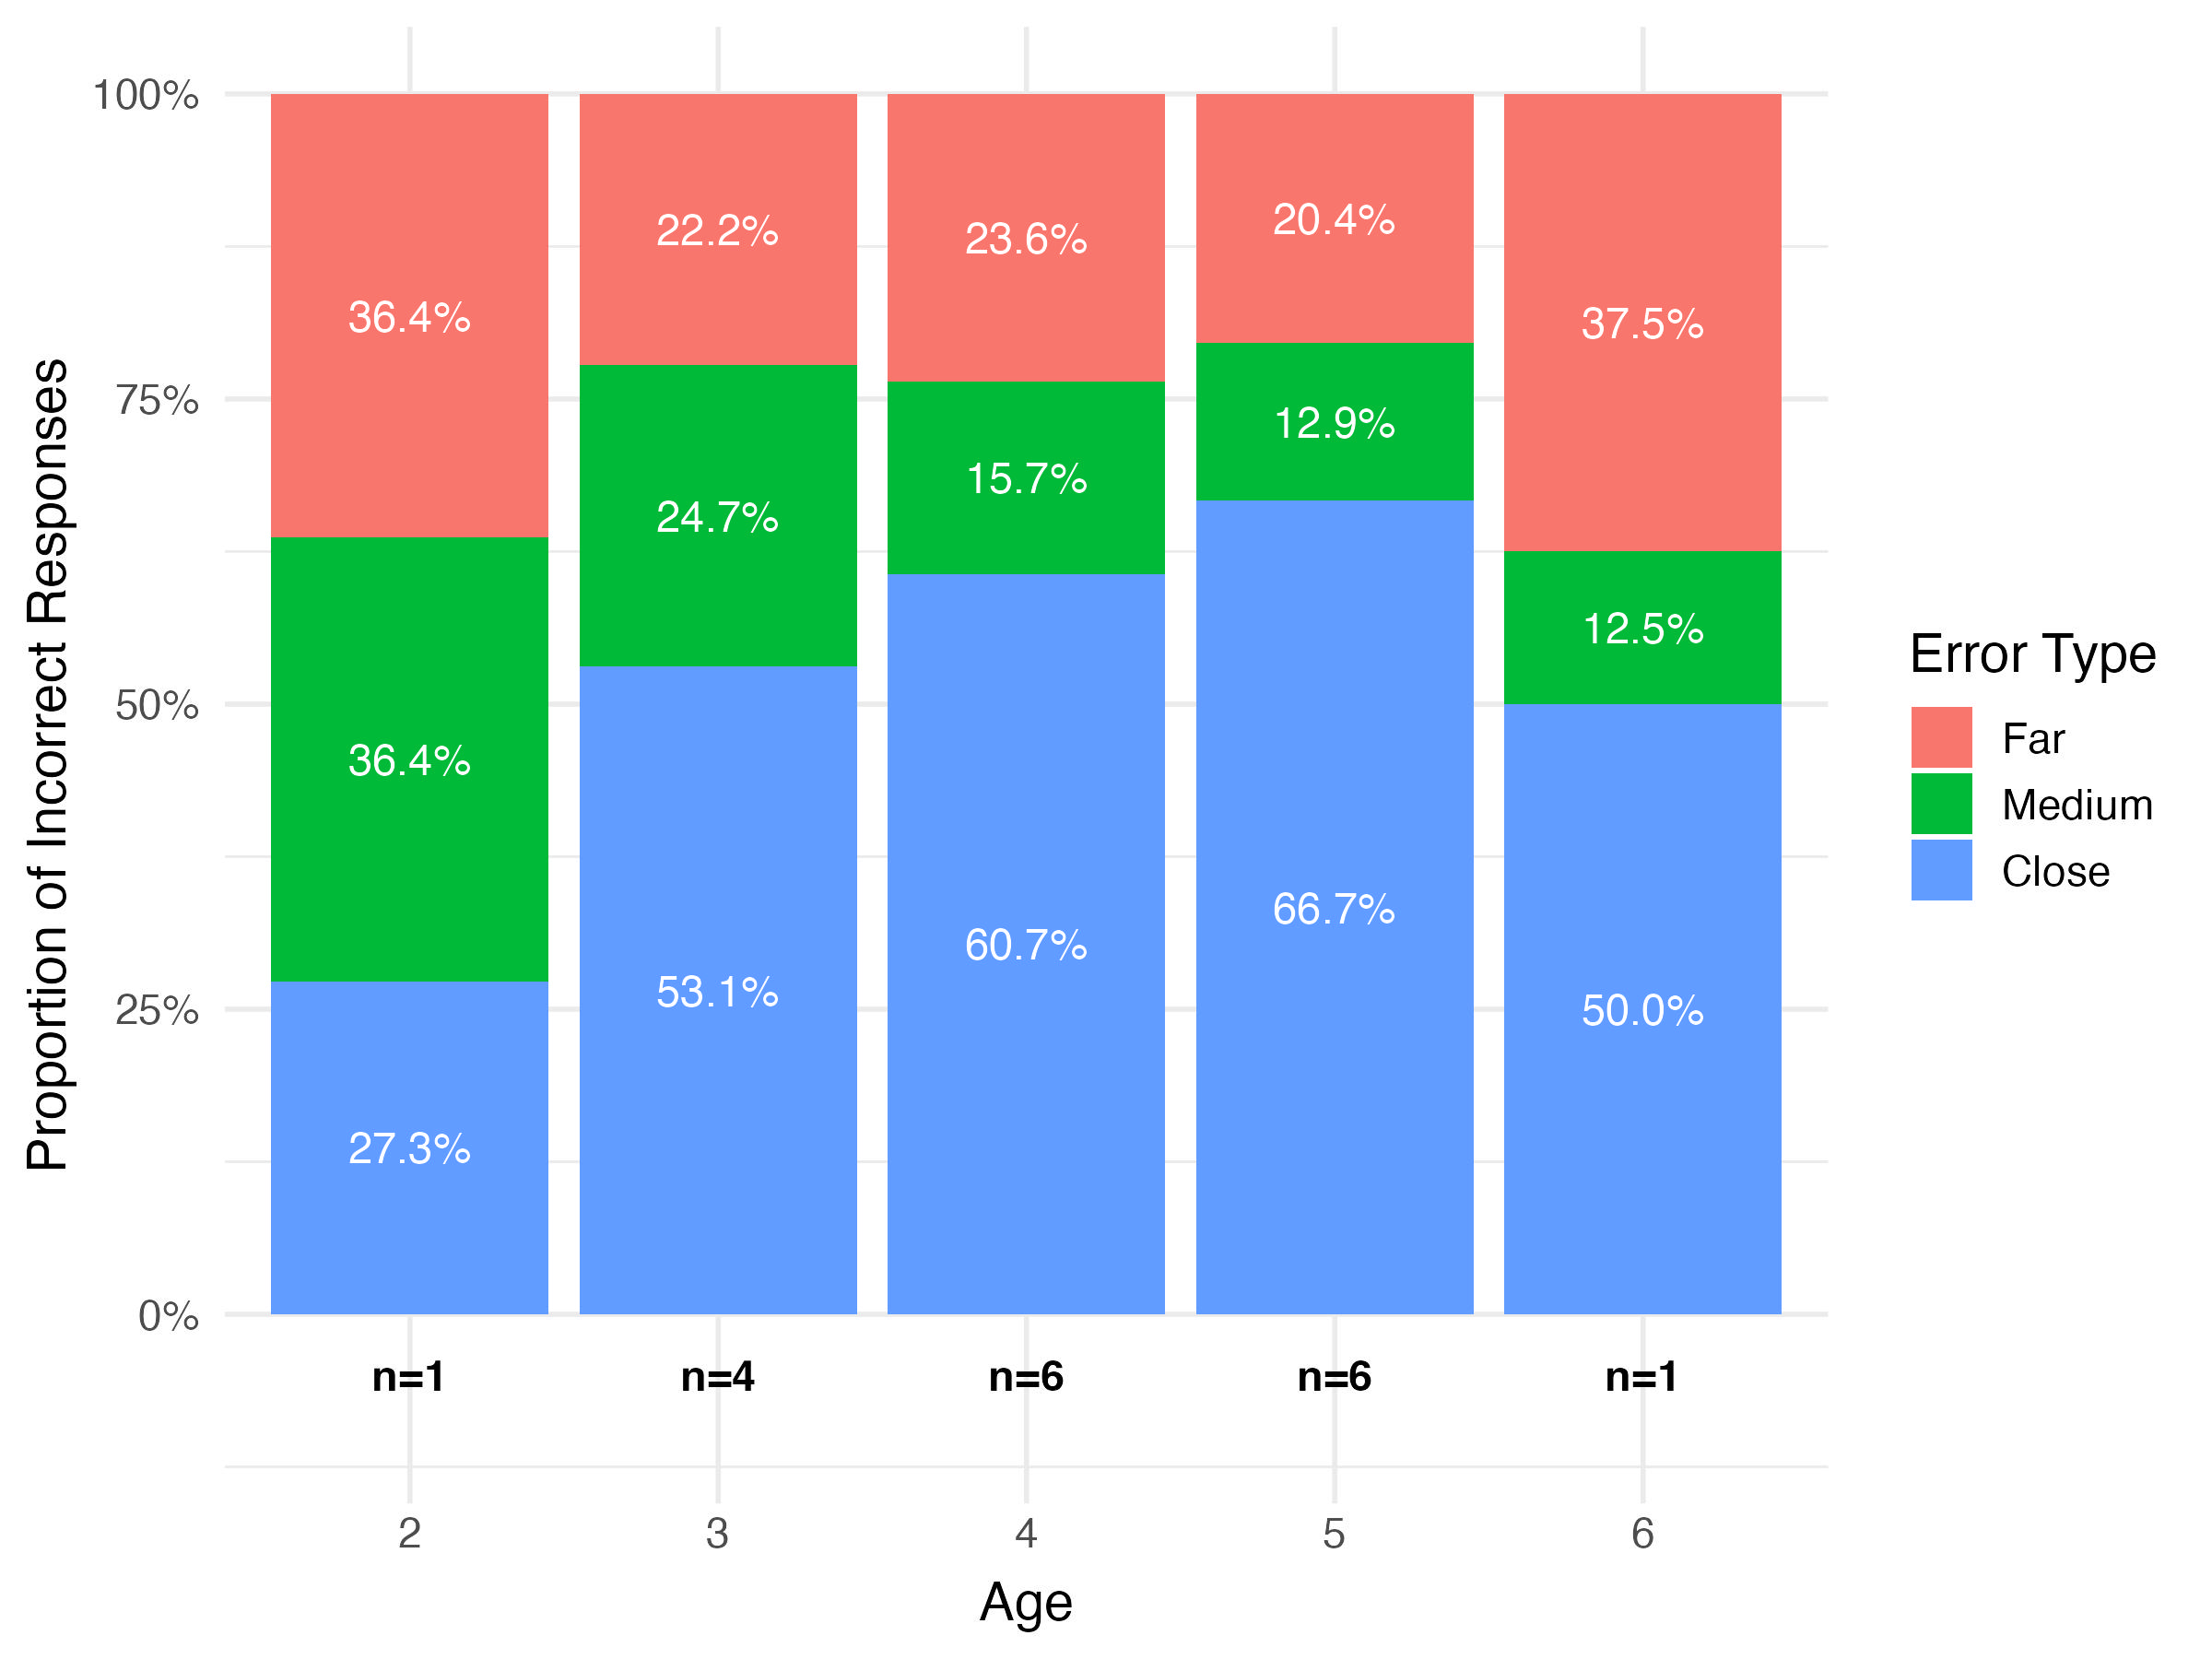 Proportion of Incorrect Responses
100%
75%
50%
25%
0%
36.4%
36.4%
27.3%
22.2%
24.7%
53.1%
23.6%
15.7%
60.7%
20.4%
12.9%
66.7%
37.5%
12.5%
50.0%
n=1 n=4 n=6 n=6 n=1
2 3 4 5 6
Age
Error Type
Far
Medium
Close